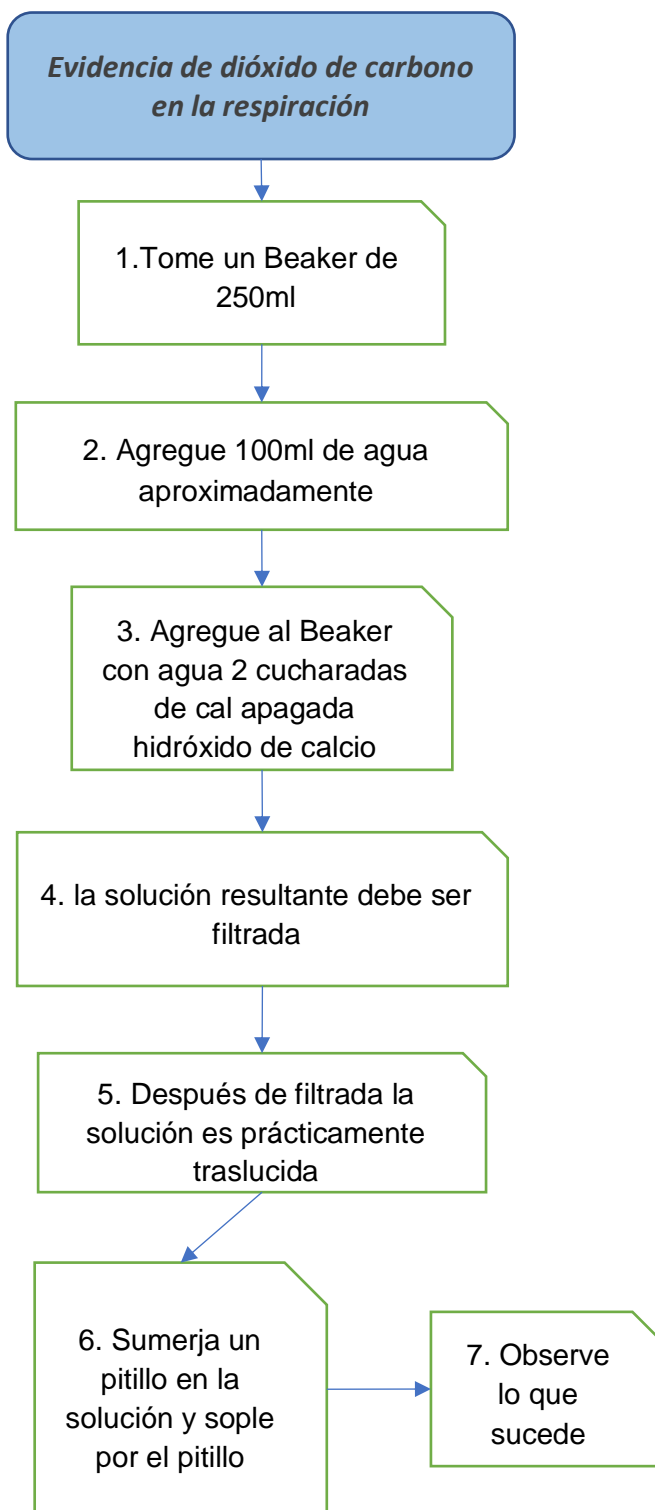 Evidencia de dióxido de carbono
en la respiración
1.Tome un Beaker de
250ml
2. Agregue 100ml de agua
aproximadamente
3. Agregue al Beaker
con agua 2 cucharadas
de cal apagada
hidróxido de calcio
4. la solución resultante debe ser
filtrada
5. Después de filtrada la
solución es prácticamente
traslucida
6. Sumerja un
pitillo en la
solución y sople
por el pitillo
7. Observe
lo que
sucede